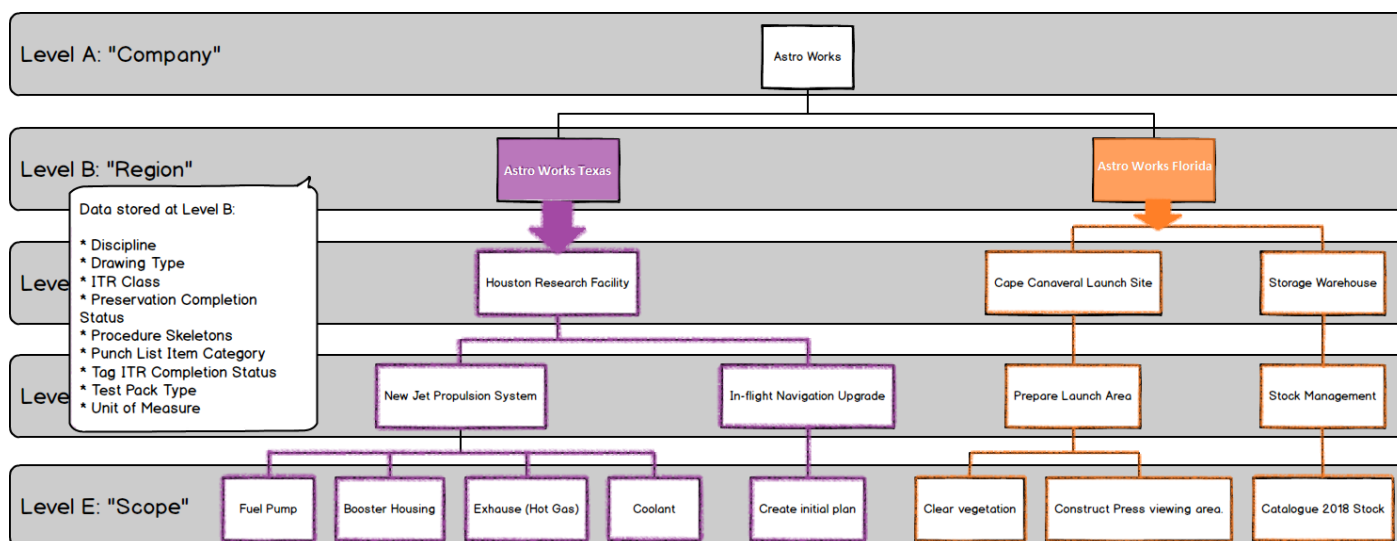 Level A: "Company"
Astro Works
Level B: "Region"
Astro Works Texas
Astro Works Florida
Data stored at Level B:
* Discipline
* Drawing Type
* ITR Class
* Preservation Completion
Status
* Procedure Skeletons
* Punch List Item Category
* Tag ITR Completion Status
* Test Pack Type
* Unit of Measure
Leve
Houston Research Facility
Cape Canaveral Launch Site
Storage Warehouse
Leve
New Jet Propulsion System
In-flight Navigation Upgrade
Prepare Launch Area
Stock Management
Level E: "Scope"
Fuel Pump
Booster Housing
Exhause (Hot Gas)
Coolant
Create initial plan
Clear vegetation
Construct Press viewing area.
Catalogue 2018 Stock